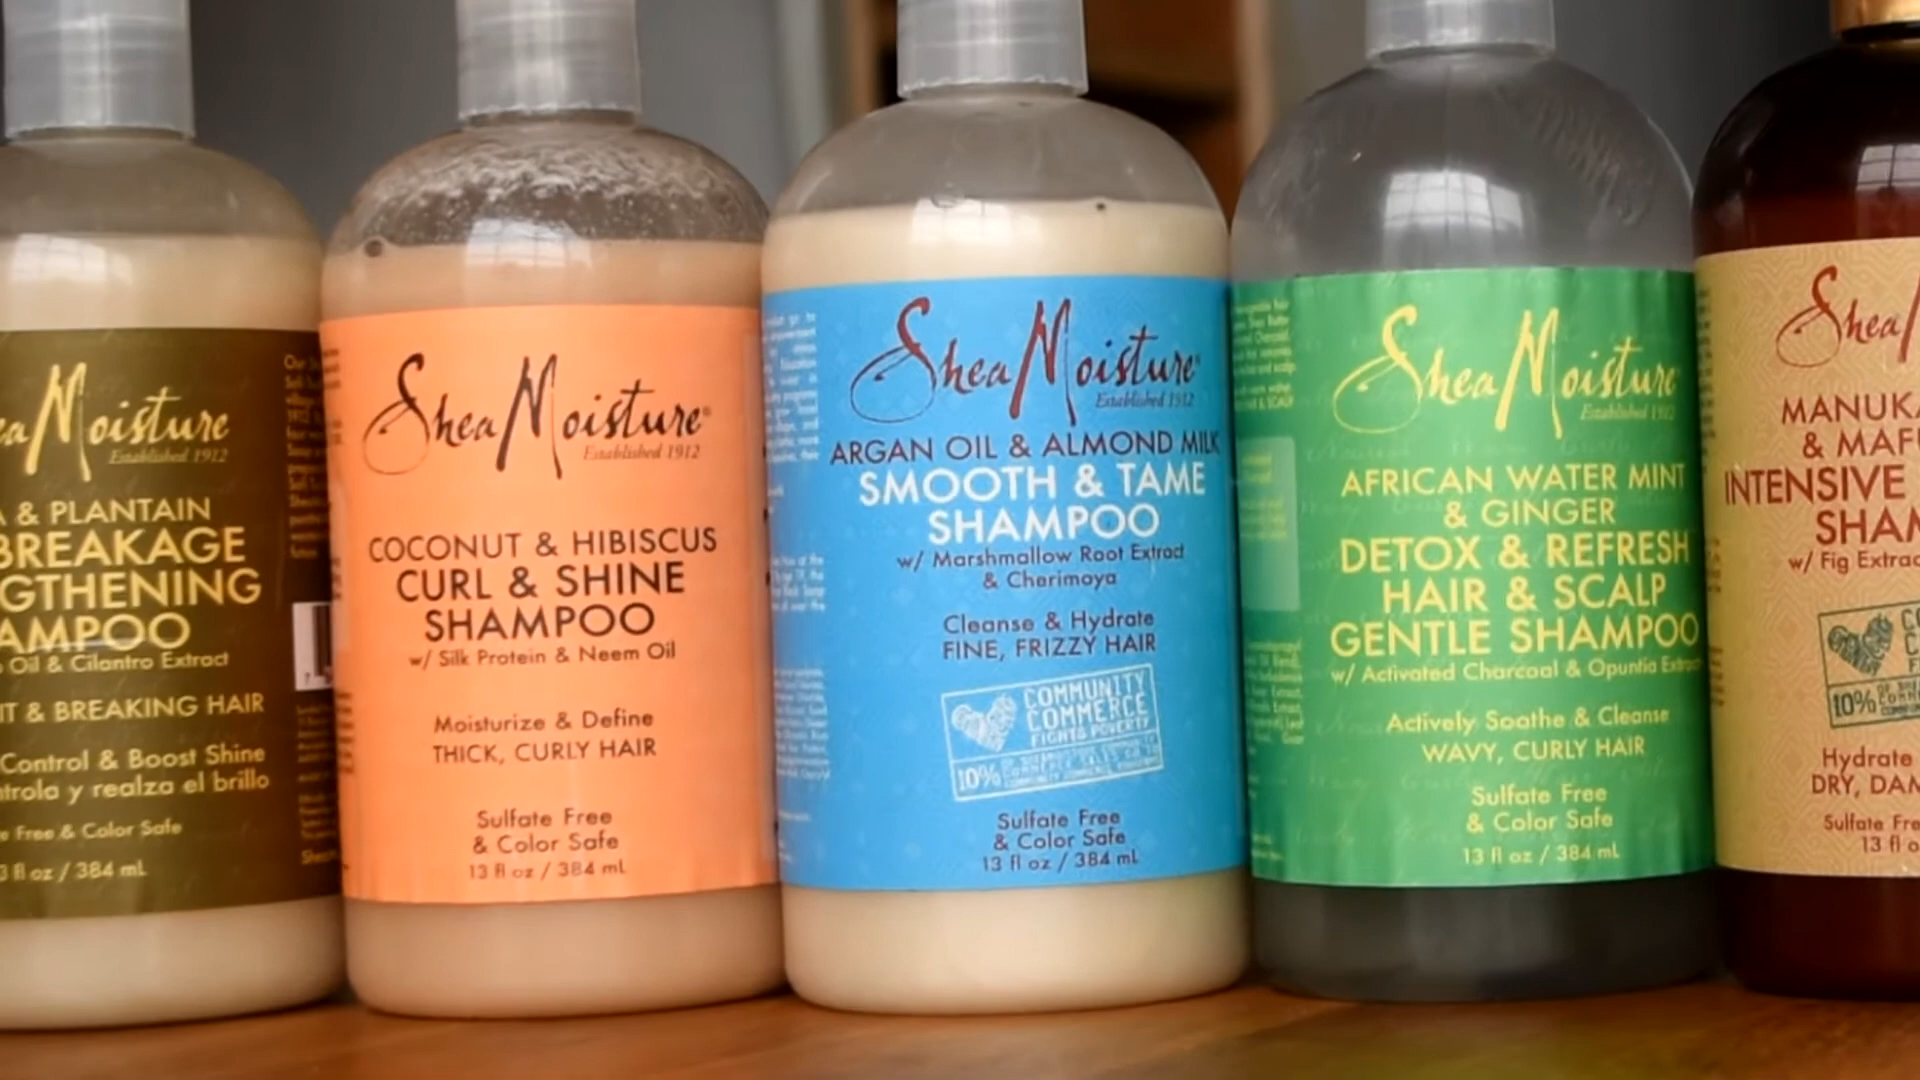 Moisture
Established 1912
& PLANTAIN
BREAKAGE
GTHENING
AMPOO
Oil & Cilantro Extract
& BREAKING HAIR
Control & Boost Shine
trola y realza el brillo
Free & Color Safe
3 fl oz / 384 mL
SheaMoisture®
Established 1912
COCONUT & HIBISCUS
CURL & SHINE
SHAMPOO
w/ Silk Protein & Neem Oil
Moisturize & Define
THICK, CURLY HAIR
Sulfate Free
& Color Safe
13 fl oz / 384 mL
SheaMoisture®
Established 1912
ARGAN OIL & ALMOND MILK
SMOOTH & TAME
SHAMPOO
w/ Marshmallow Root Extract
& Cherimoya
Cleanse & Hydrate
FINE, FRIZZY HAIR
COMMUNITY
COMMERCE
FIGHTS POVERTY
10%
Sulfate Free
& Color Safe
13 fl oz / 384 mL
SheaMoisture
Established 1912
AFRICAN WATER MINT
& GINGER
DETOX & REFRESH
HAIR & SCALP
GENTLE SHAMPOO
w/ Activated Charcoal & Opuntia Extract
Actively Soothe & Cleanse
WAVY, CURLY HAIR
Sulfate Free
& Color Safe
13 fl oz / 384 mL
Shea
MANUKA
& MAF
INTENSIVE
SHAM
w/ Fig Extrac
10%
Hydrate
DRY, DAM
Sulfate Fre
13 fl o